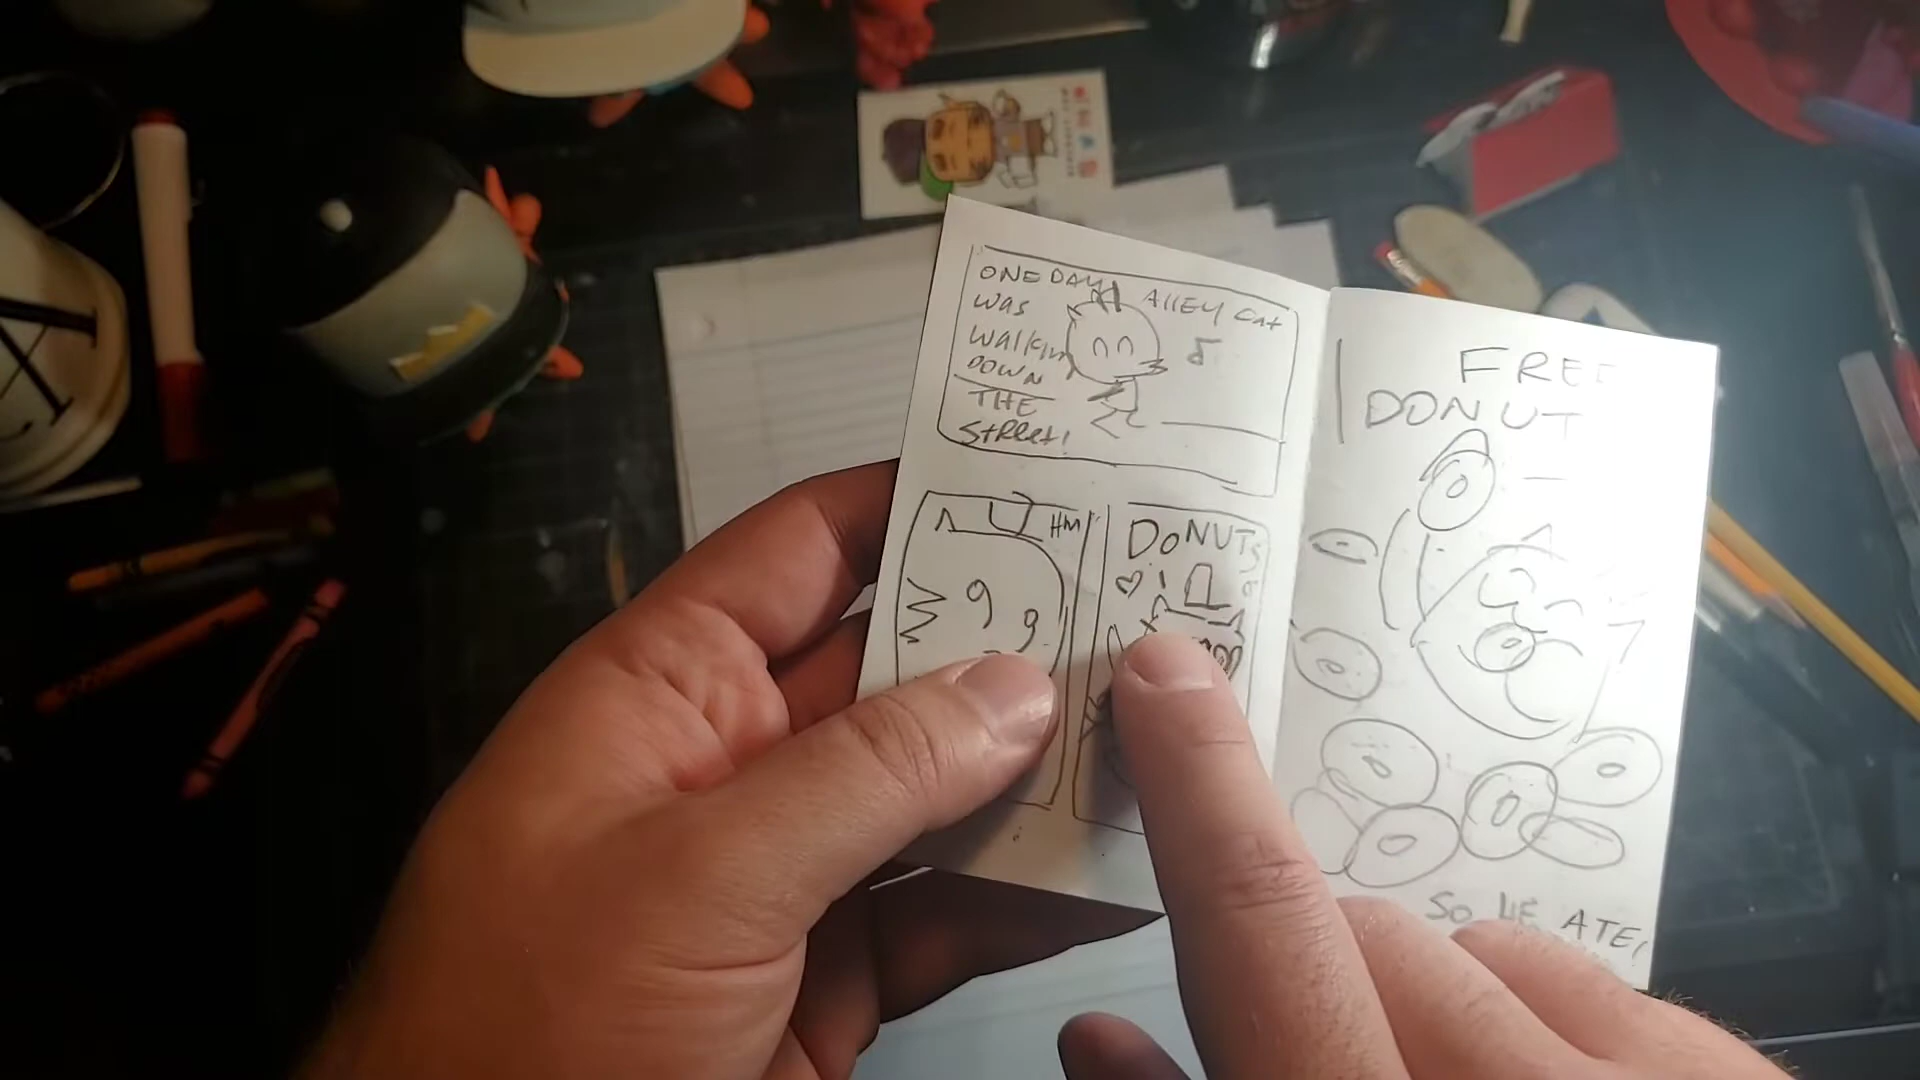 ONE DAY
ALLEY CAT
WAS
WALKIN
DOWN
THE
STREET!
HM
DONUTS
FREE
DONUT
SO HE ATE,